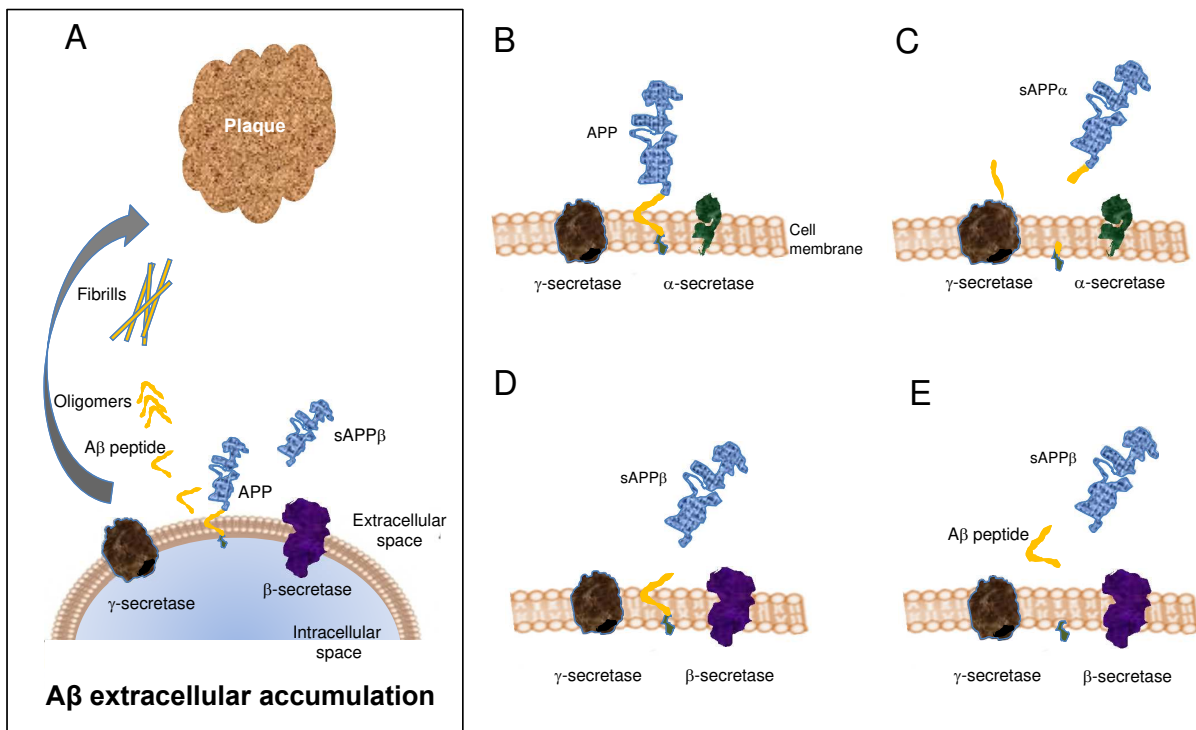 A
Plaque
Fibrills
Oligomers
Aβ peptide
sAPPβ
APP
Extracellular
space
β-secretase
γ-secretase
Intracellular
space
Aβ extracellular accumulation
B
APP
Cell
membrane
γ-secretase
α-secretase
C
sAPPα
γ-secretase
α-secretase
D
sAPPβ
γ-secretase
β-secretase
E
sAPPβ
Aβ peptide
γ-secretase
β-secretase